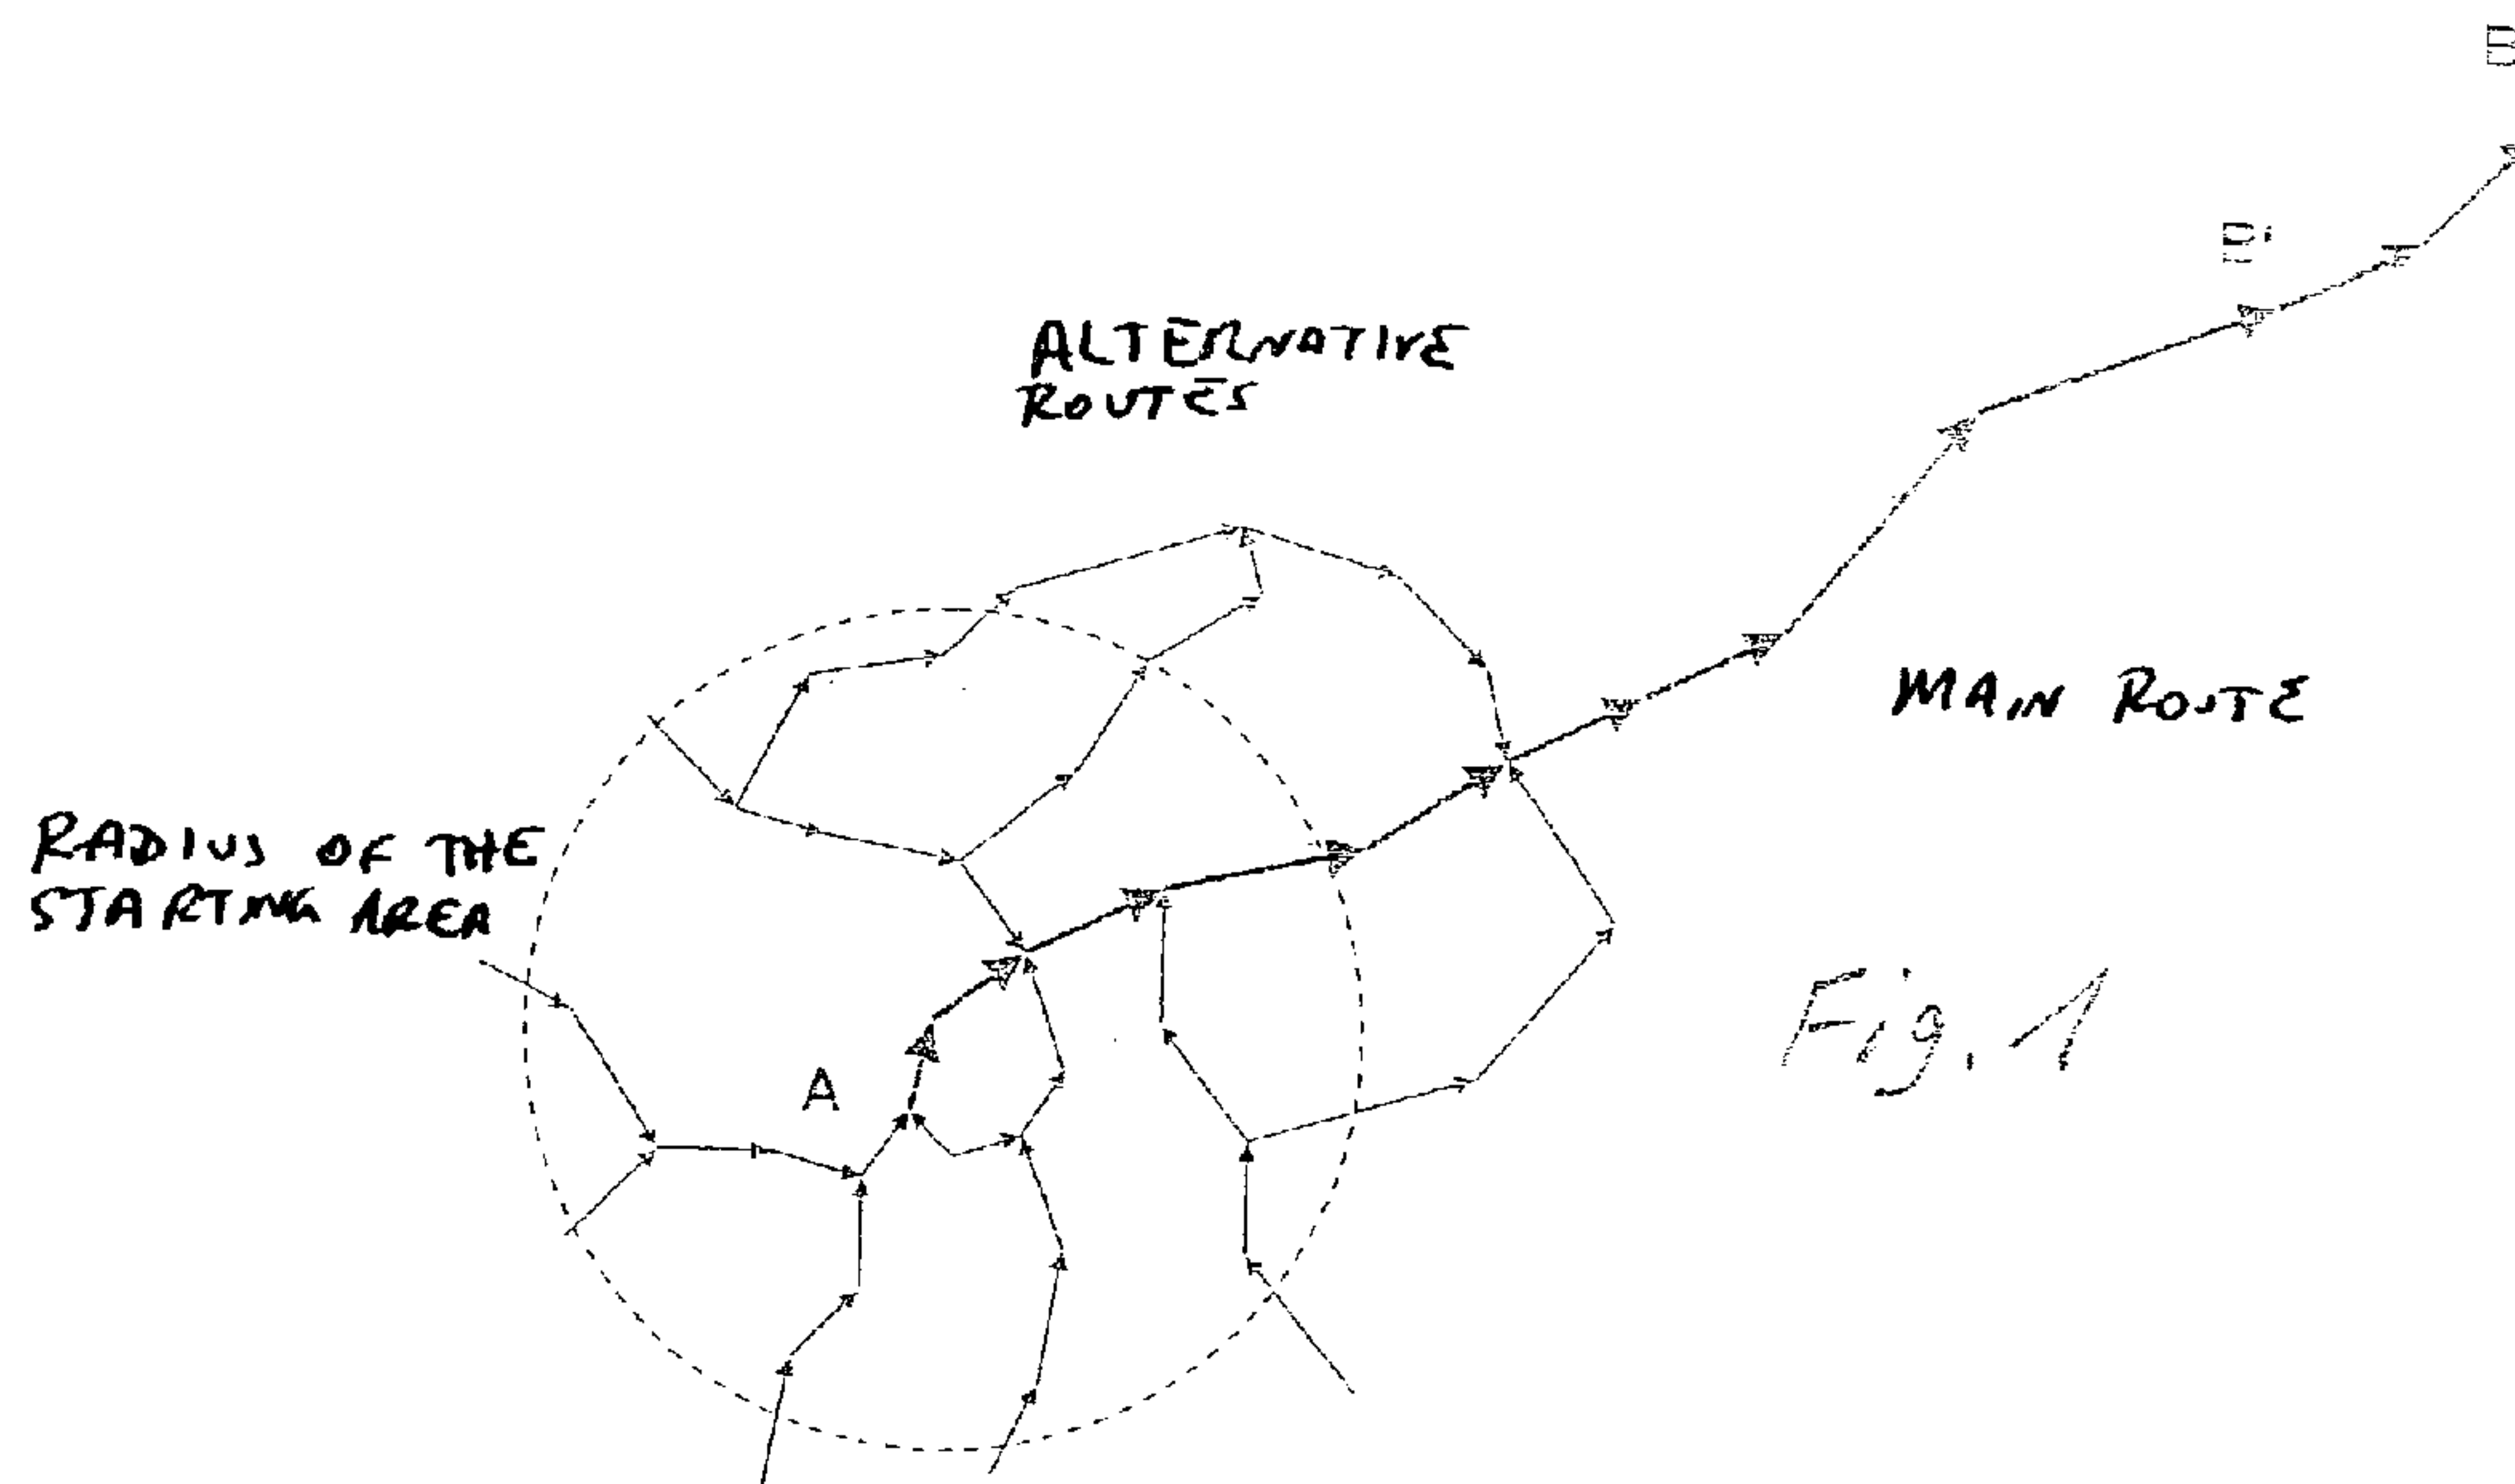 ALTERNATIVE
ROUTES
MAIN ROUTE
RADIUS OF THE
STARTING AREA
A
Fig. 1